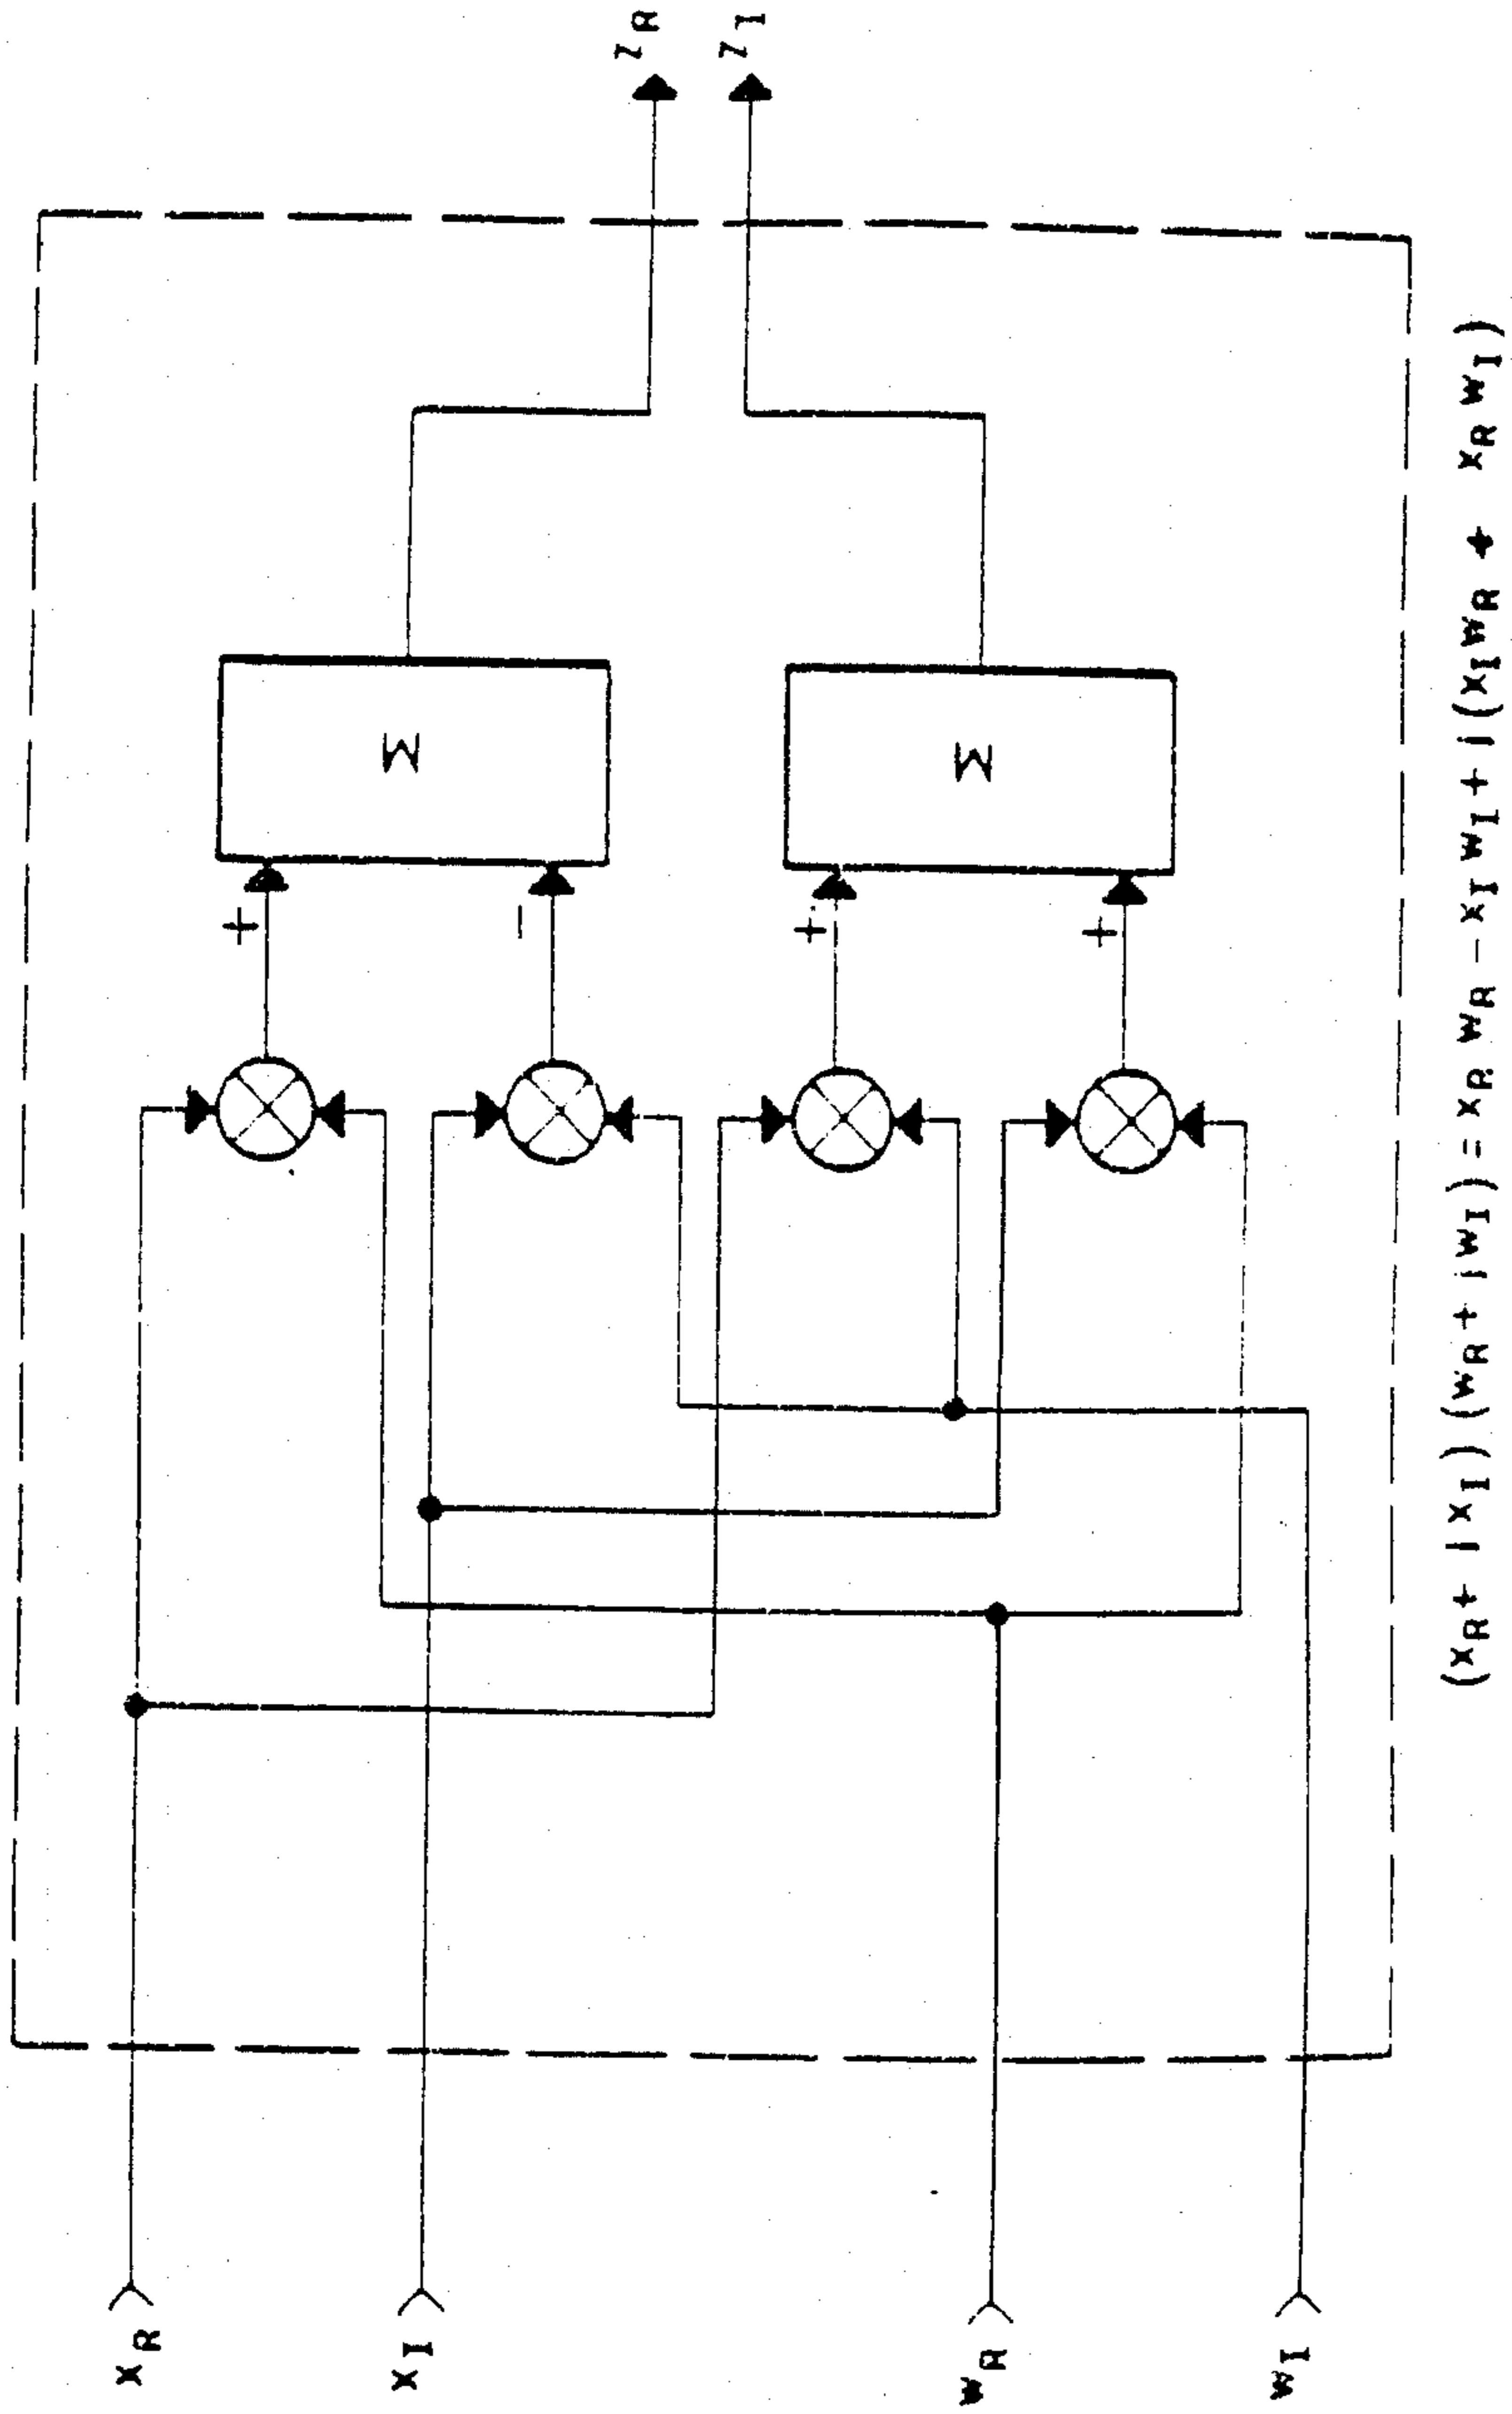 X_R
X_I
W_R
W_I
+
−
+
+
Σ
Σ
Z_R
Z_I
(X_R + j X_I) (W_R + j W_I) = X_R W_R − X_I W_I + j (X_I W_R + X_R W_I)